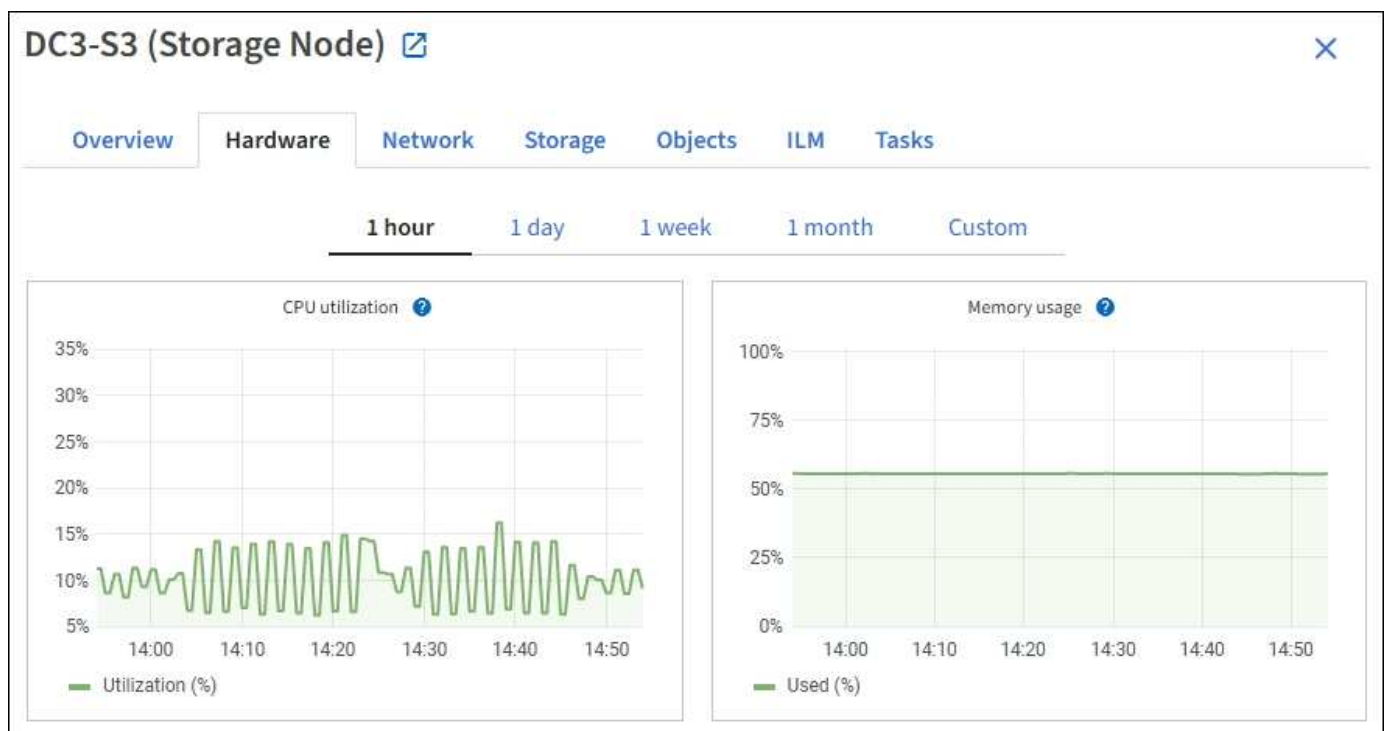 DC3-S3 (Storage Node)
Overview Hardware Network Storage Objects ILM Tasks
1 hour 1 day 1 week 1 month Custom
CPU utilization ?
35%
30%
25%
20%
15%
10%
5%
14:00 14:10 14:20 14:30 14:40 14:50
Utilization (%)
Memory usage ?
100%
75%
50%
25%
0%
14:00 14:10 14:20 14:30 14:40 14:50
Used (%)